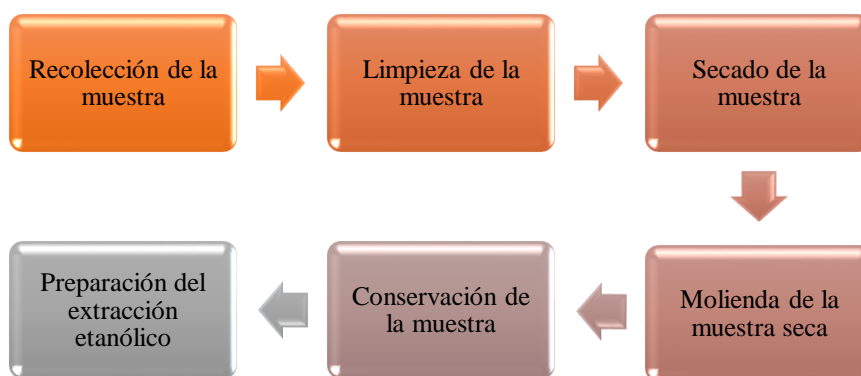 Recolección de la
muestra
Limpieza de la
muestra
Secado de la
muestra
Molienda de la
muestra seca
Conservación de
la muestra
Preparación del
extracción
etanólico